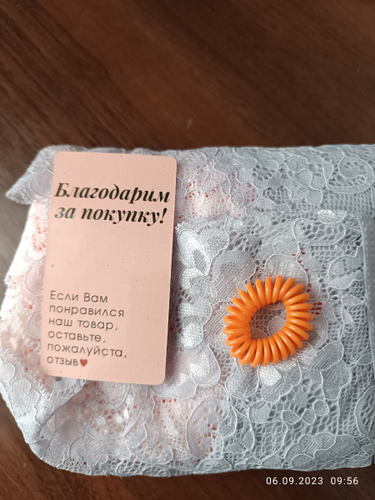 Благодарим
за покупку!
Если Вам
понравился
наш товар,
оставьте,
пожалуйста,
отзыв♥
06.09.2023 09:56